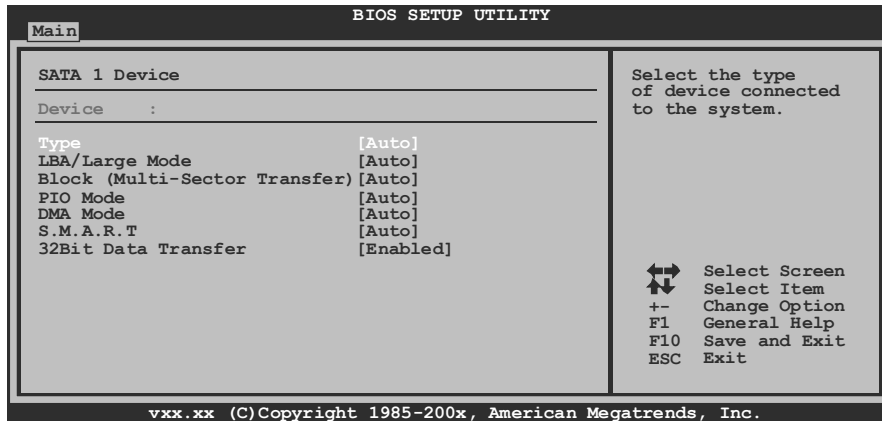 BIOS SETUP UTILITY
Main
SATA 1 Device
Device :
Type [Auto]
LBA/Large Mode [Auto]
Block (Multi-Sector Transfer) [Auto]
PIO Mode [Auto]
DMA Mode [Auto]
S.M.A.R.T [Auto]
32Bit Data Transfer [Enabled]
Select the type
of device connected
to the system.
Select Screen
Select Item
+- Change Option
F1 General Help
F10 Save and Exit
ESC Exit
vxx.xx (C)Copyright 1985-200x, American Megatrends, Inc.